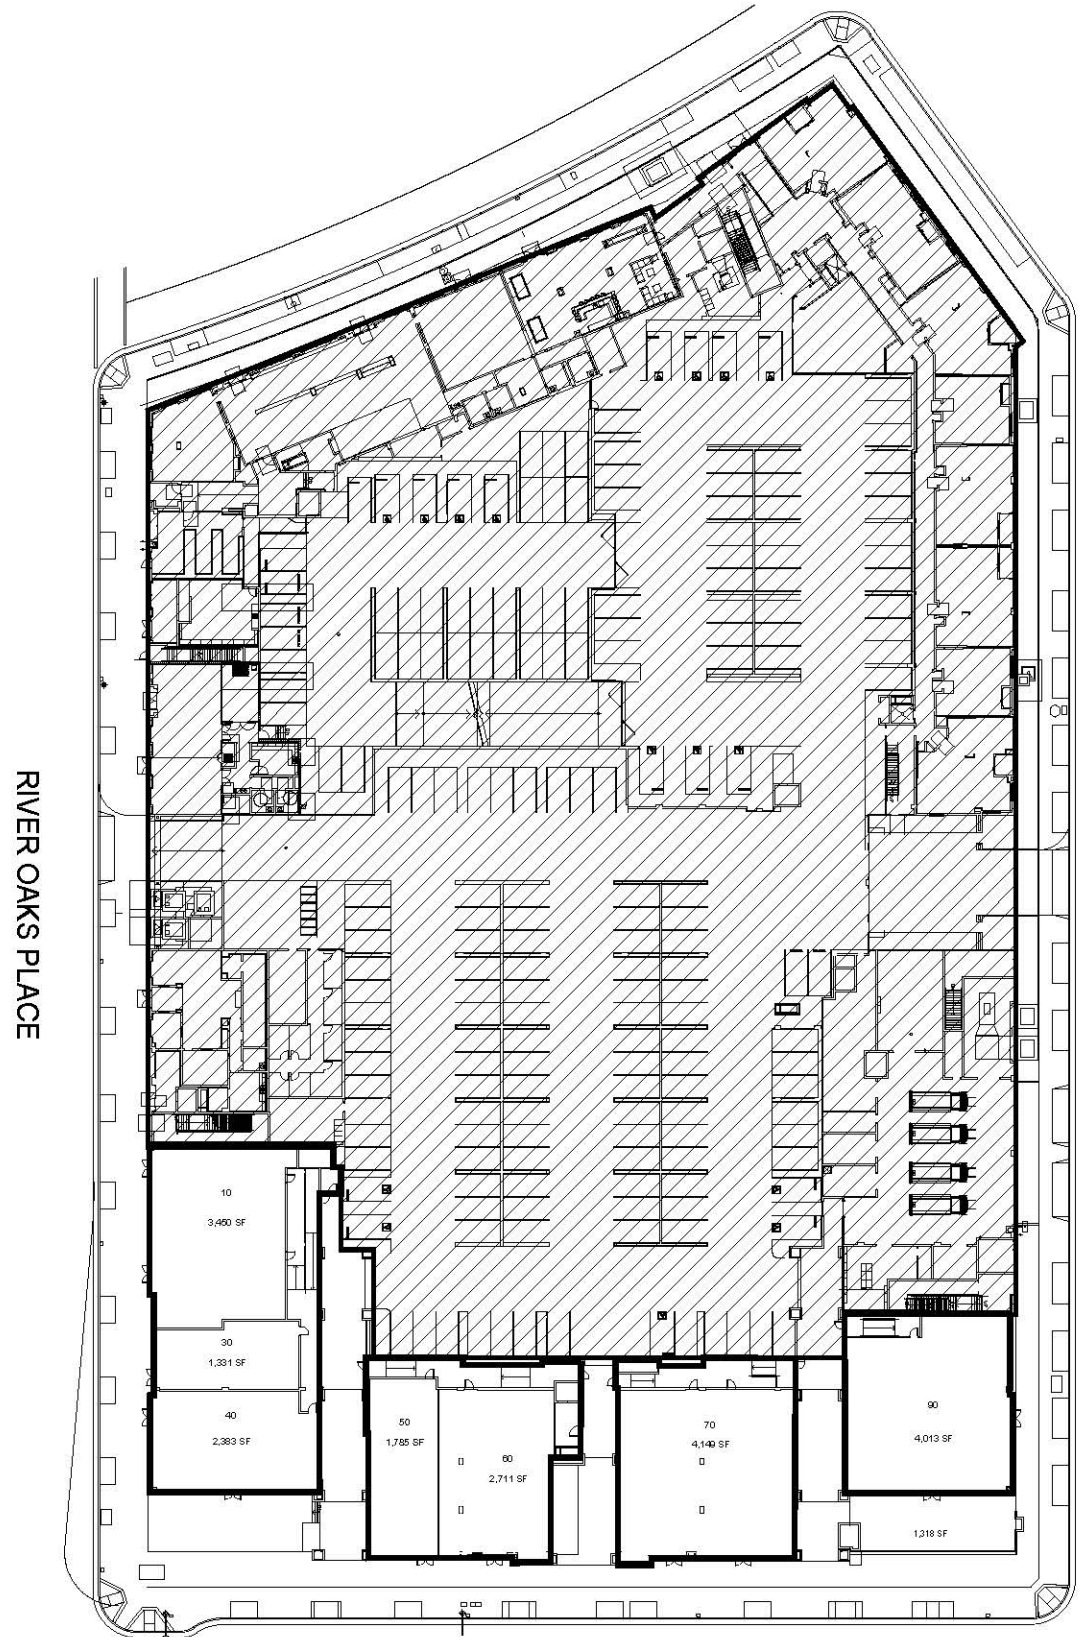 RIVER OAKS PLACE
10
3,450 SF
30
1,331 SF
40
2,383 SF
50
1,785 SF
60
2,711 SF
70
4,149 SF
90
4,013 SF
1,318 SF